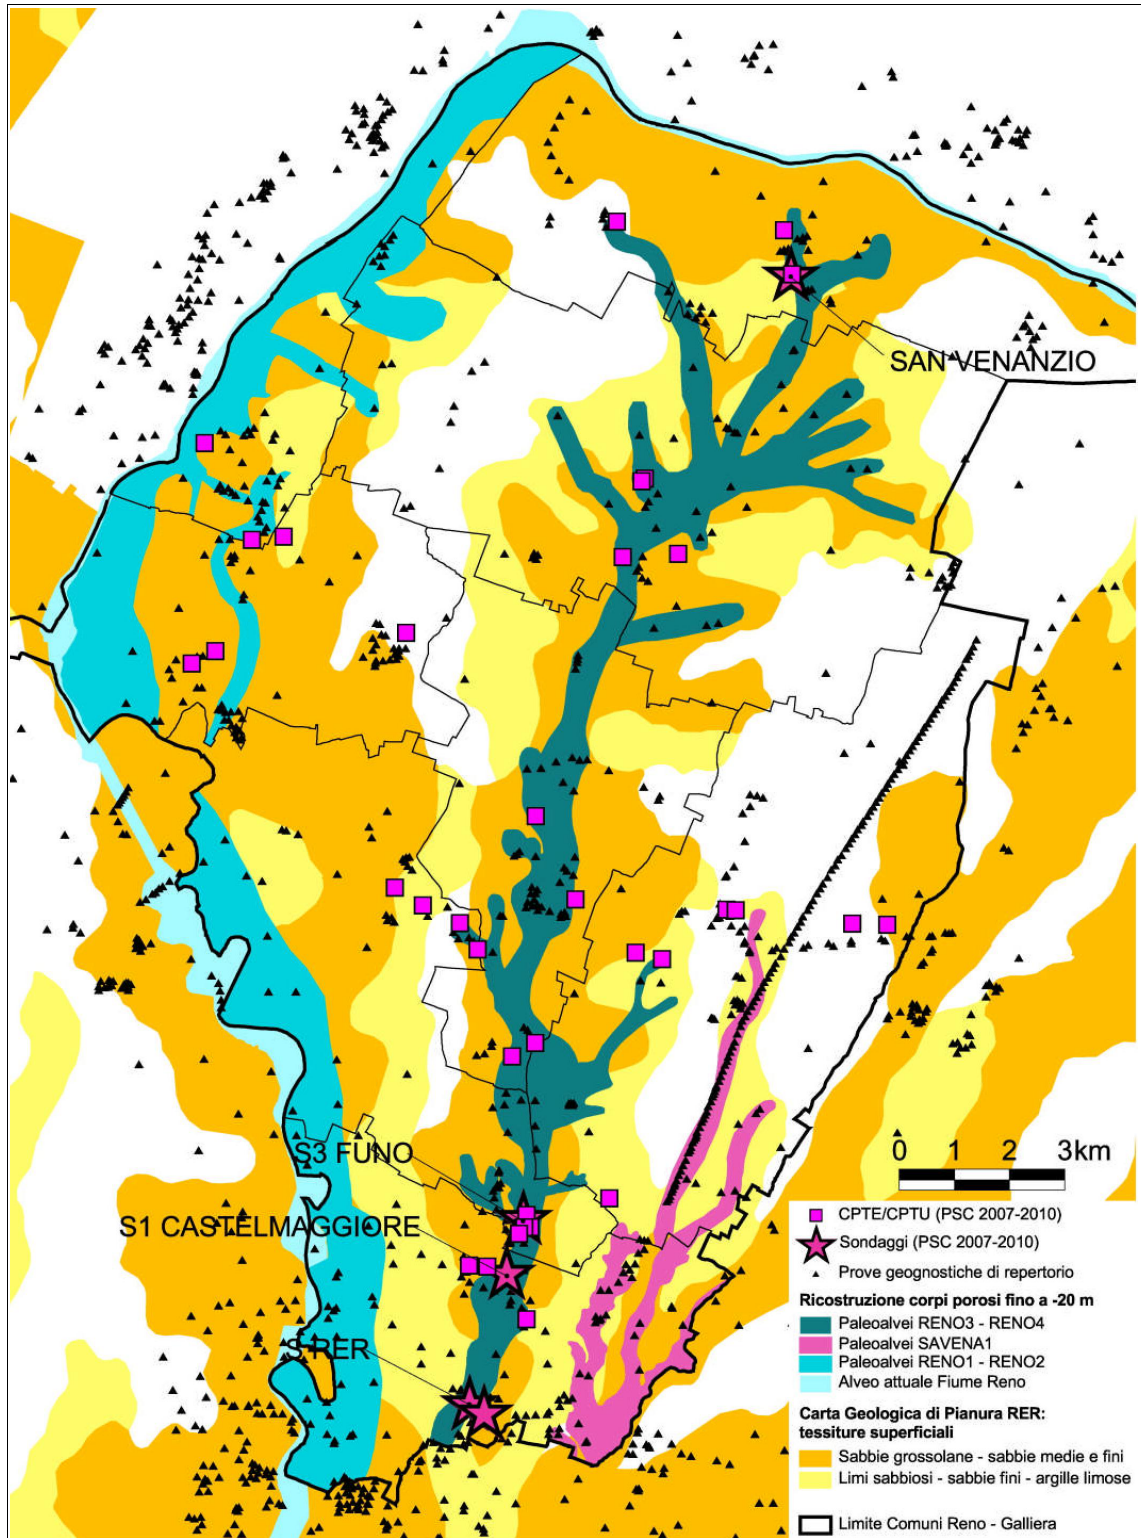 SAN VENANZIO
S3 FUNO
0 1 2 3km
S1 CASTELMAGGIORE
S RER
CPTE/CPTU (PSC 2007-2010)
Sondaggi (PSC 2007-2010)
Prove geognostiche di repertorio
Ricostruzione corpi porosi fino a -20 m
Paleoalvei RENO3 - RENO4
Paleoalvei SAVENA1
Paleoalvei RENO1 - RENO2
Alveo attuale Fiume Reno
Carta Geologica di Pianura RER:
tessiture superficiali
Sabbie grossolane - sabbie medie e fini
Limi sabbiosi - sabbie fini - argille limose
Limite Comuni Reno - Galliera